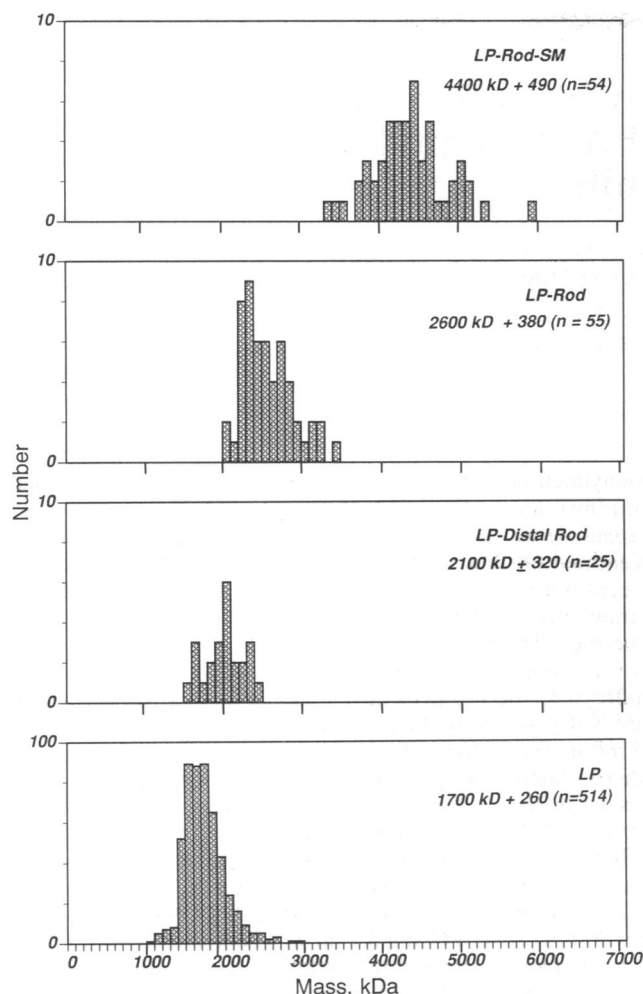 10
LP-Rod-SM
4400 kD + 490 (n=54)
0
10
LP-Rod
2600 kD + 380 (n = 55)
0
Number
10
LP-Distal Rod
2100 kD ± 320 (n=25)
0
100
LP
1700 kD + 260 (n=514)
0
0 1000 2000 3000 4000 5000 6000 7000
Mass, kDa